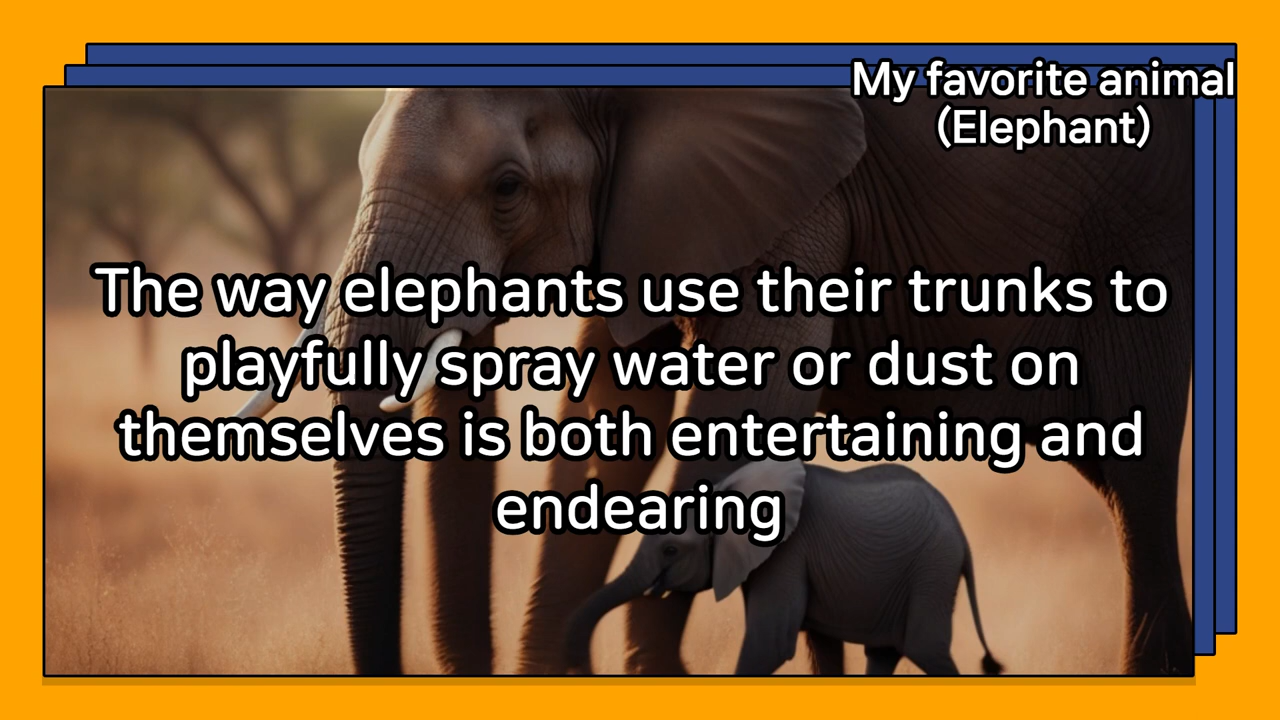 My favorite animal
(Elephant)
The way elephants use their trunks to
playfully spray water or dust on
themselves is both entertaining and
endearing